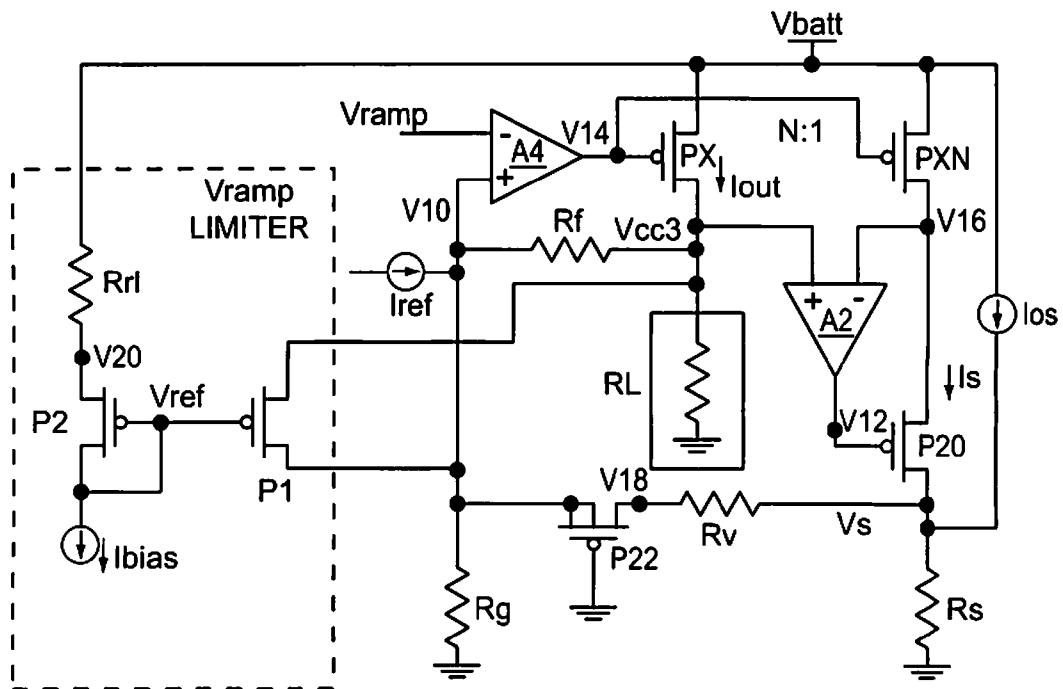 Vbatt
Vramp
A4
V14
PX
N:1
PXN
Iout
Vramp
LIMITER
V10
Rf
Vcc3
V16
Iref
Rrl
A2
Ios
V20
RL
Is
P2
Vref
V12
P20
P1
V18
Rv
Vs
P22
Ibias
Rg
Rs